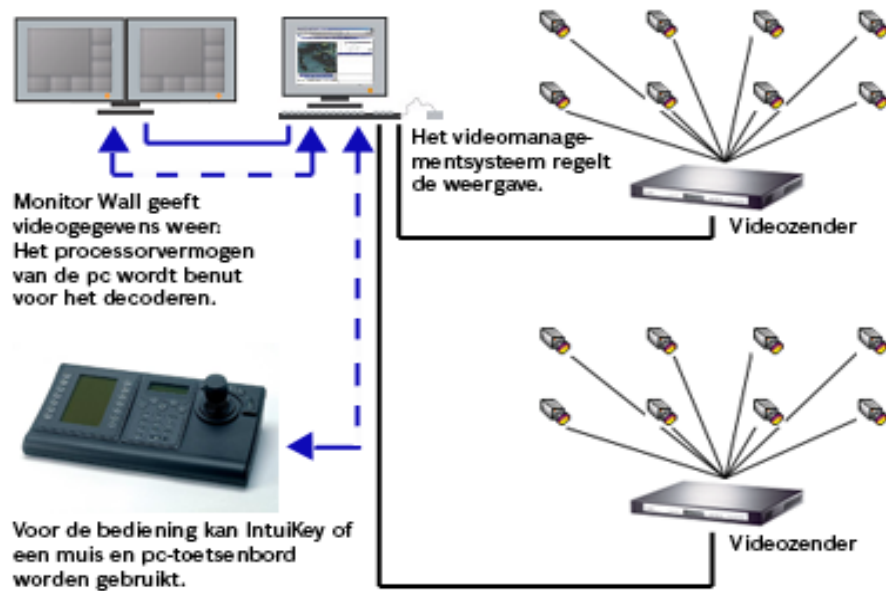 Het videomanage-
mentsysteem regelt
de weergave.
Videozender
Monitor Wall geeft
videogegevens weer.
Het processorvermogen
van de pc wordt benut
voor het decoderen.
Voor de bediening kan IntuiKey of
een muis en pc-toetsenbord
worden gebruikt.
Videozender